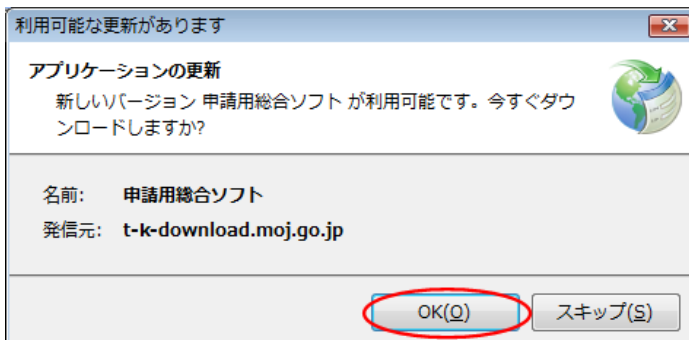 利用可能な更新があります
アプリケーションの更新
新しいバージョン 申請用総合ソフト が利用可能です。今すぐダウ
ンロードしますか?
名前: 申請用総合ソフト
発信元: t-k-download.moj.go.jp
OK(O) スキップ(S)